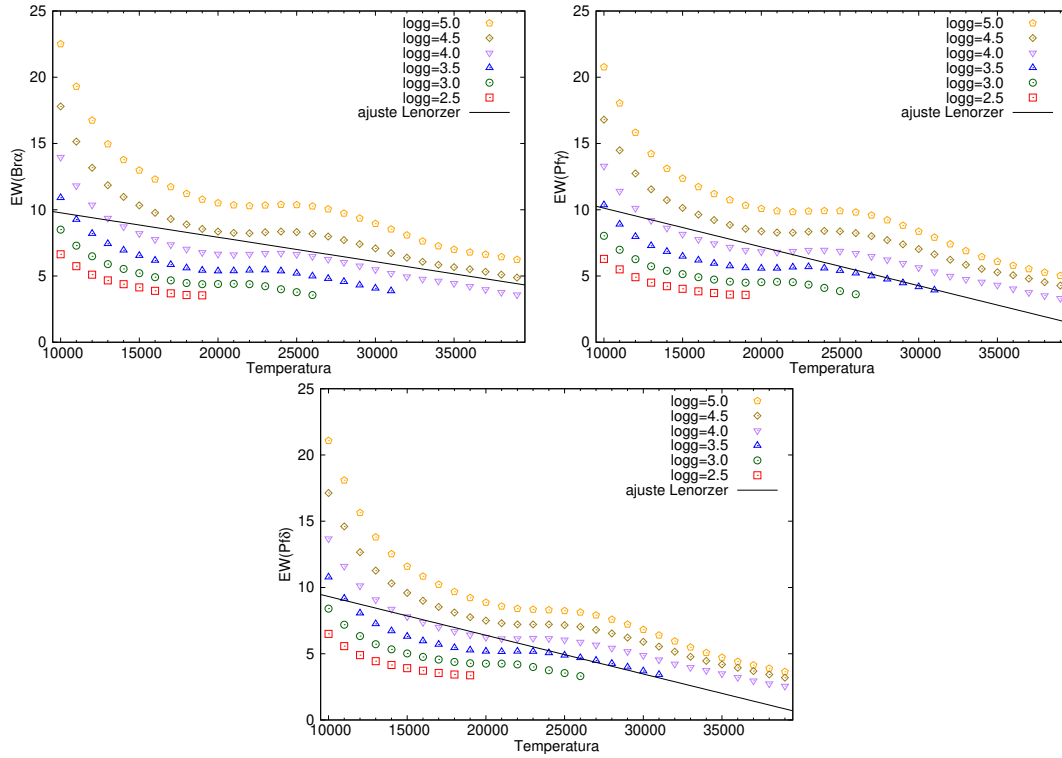 25
20
15
10
5
0
EW(Brα)
10000 15000 20000 25000 30000 35000
Temperatura
logg=5.0
logg=4.5
logg=4.0
logg=3.5
logg=3.0
logg=2.5
ajuste Lenorzer
25
20
15
10
5
0
EW(Pfγ)
10000 15000 20000 25000 30000 35000
Temperatura
logg=5.0
logg=4.5
logg=4.0
logg=3.5
logg=3.0
logg=2.5
ajuste Lenorzer
25
20
15
10
5
0
EW(Pfδ)
10000 15000 20000 25000 30000 35000
Temperatura
logg=5.0
logg=4.5
logg=4.0
logg=3.5
logg=3.0
logg=2.5
ajuste Lenorzer